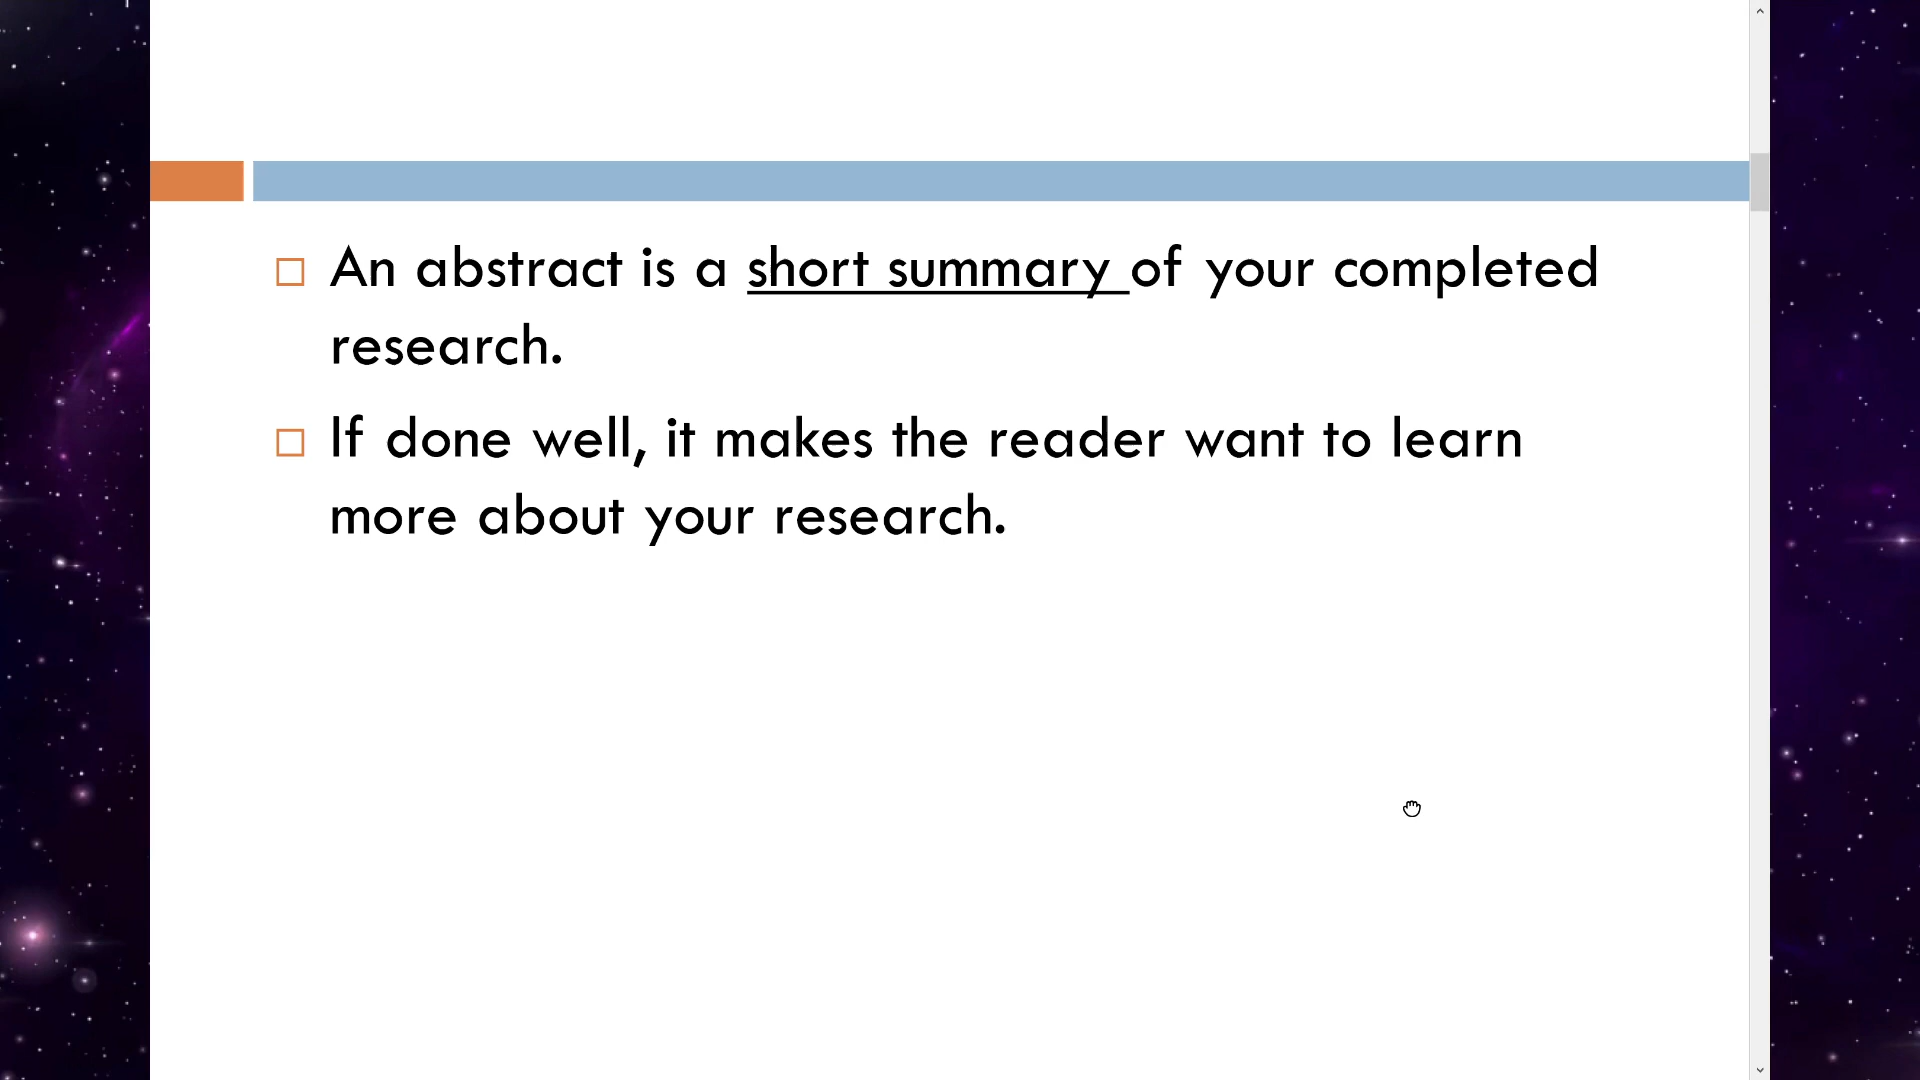 An abstract is a short summary of your completed
research.
If done well, it makes the reader want to learn
more about your research.